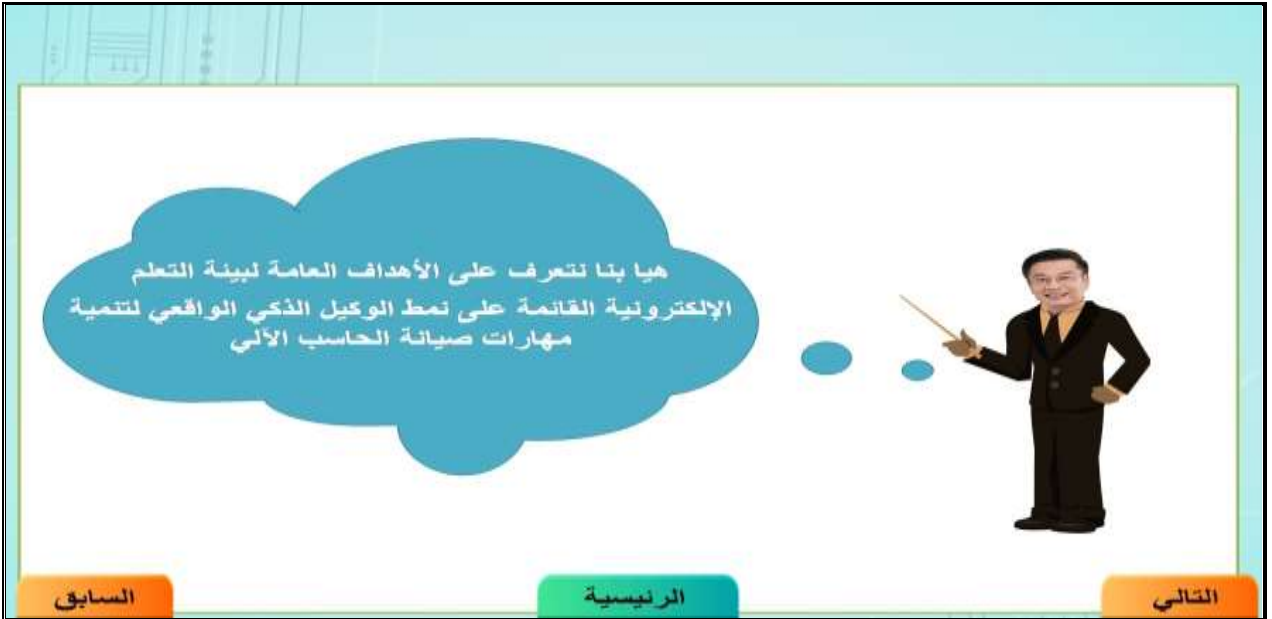 هيا بنا نتعرف على الأهداف العامة لبيئة التعلم
الإلكترونية القائمة على نمط الوكيل الذكي الواقعي لتنمية
مهارات صيانة الحاسب الآلي
التالي
الرئيسية
السابق